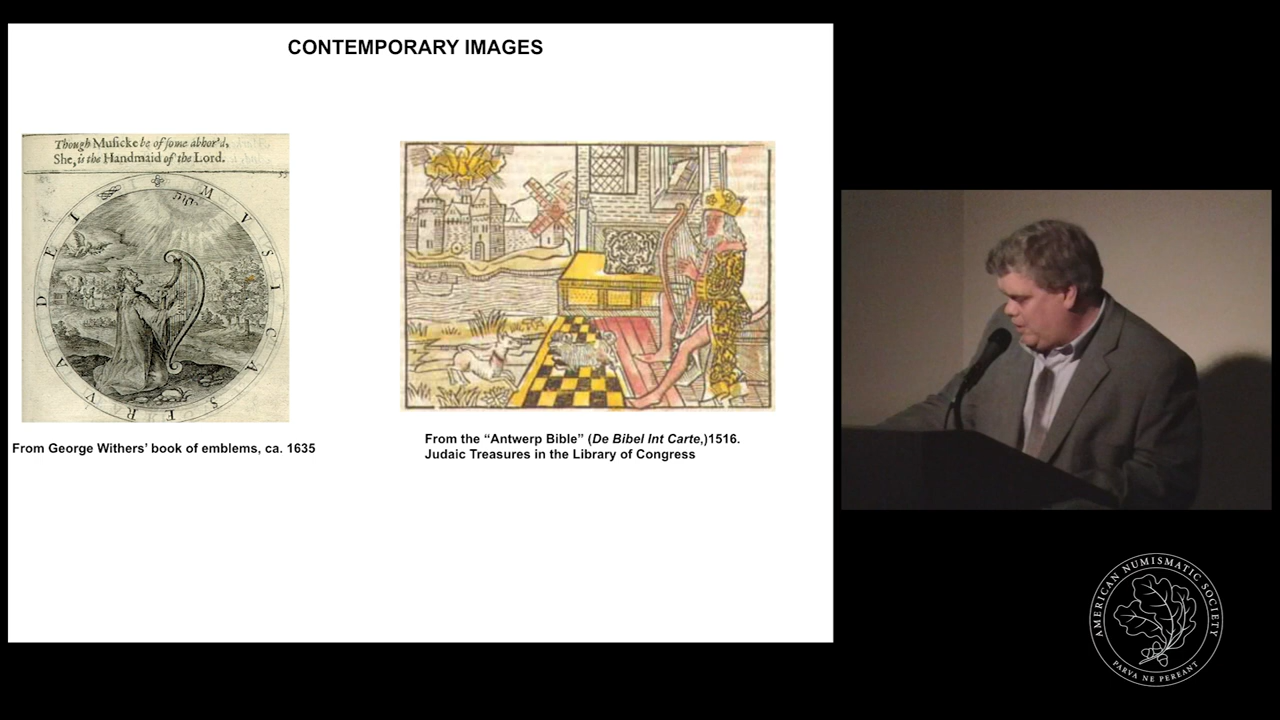 CONTEMPORARY IMAGES
Though Musicke be of some abhor'd,
She, is the Handmaid of the Lord.
MVSICA SERVA DEI
From George Withers’ book of emblems, ca. 1635
From the “Antwerp Bible” (De Bibel Int Carte,)1516.
Judaic Treasures in the Library of Congress
AMERICAN NUMISMATIC SOCIETY
PARVA NE PEREANT